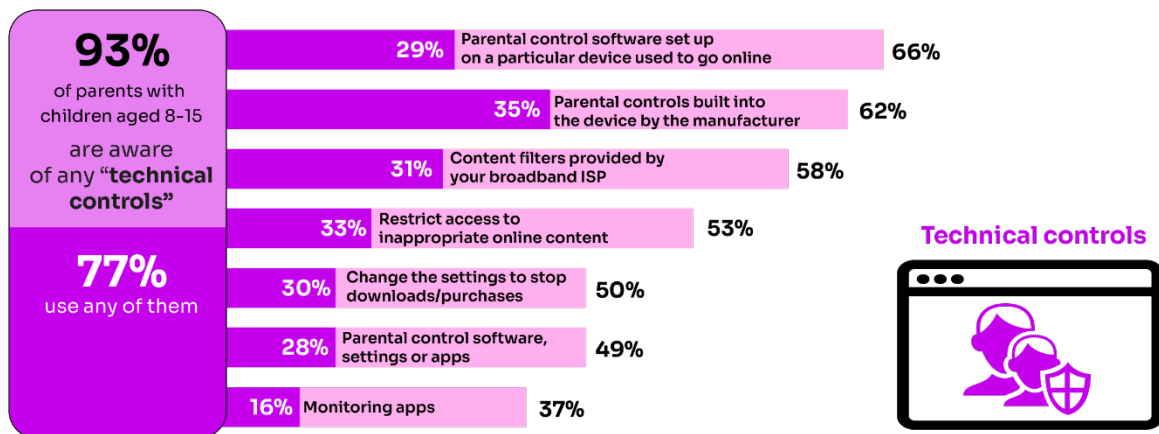 93%
of parents with
children aged 8-15
are aware
of any “technical
controls”
77%
use any of them
29%
Parental control software set up
on a particular device used to go online
66%
35%
Parental controls built into
the device by the manufacturer
62%
31%
Content filters provided by
your broadband ISP
58%
33%
Restrict access to
inappropriate online content
53%
30%
Change the settings to stop
downloads/purchases
50%
28%
Parental control software,
settings or apps
49%
16%
Monitoring apps
37%
Technical controls